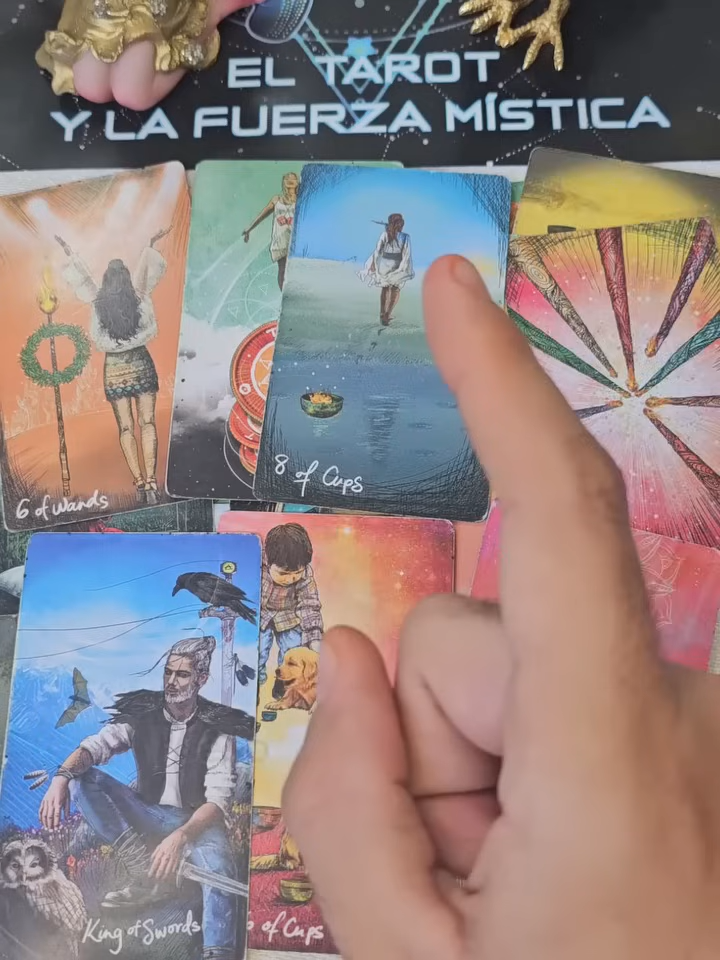 EL TAROT
Y LA FUERZA MÍSTICA
6 of Wands
8 of Cups
King of Swords
of Cups